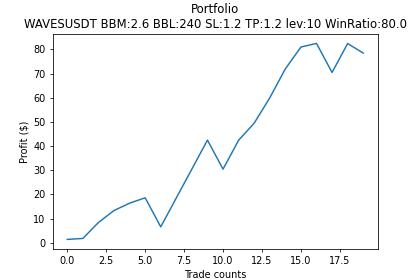 Portfolio
WAVESUSDT BBM:2.6 BBL:240 SL:1.2 TP:1.2 lev:10 WinRatio:80.0
80
70
60
50
40
30
20
10
0
Profit ($)
0.0 2.5 5.0 7.5 10.0 12.5 15.0 17.5
Trade counts